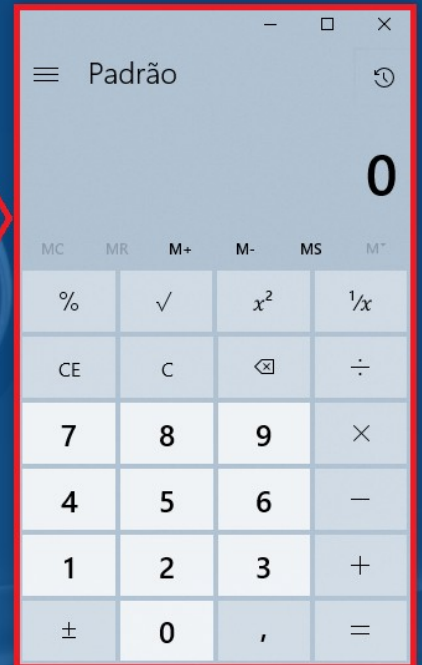 Padrão
0
MC MR M+ M- MS M˅
% √ x² ¹/x
CE C ÷
7 8 9 ×
4 5 6 −
1 2 3 +
± 0 , =